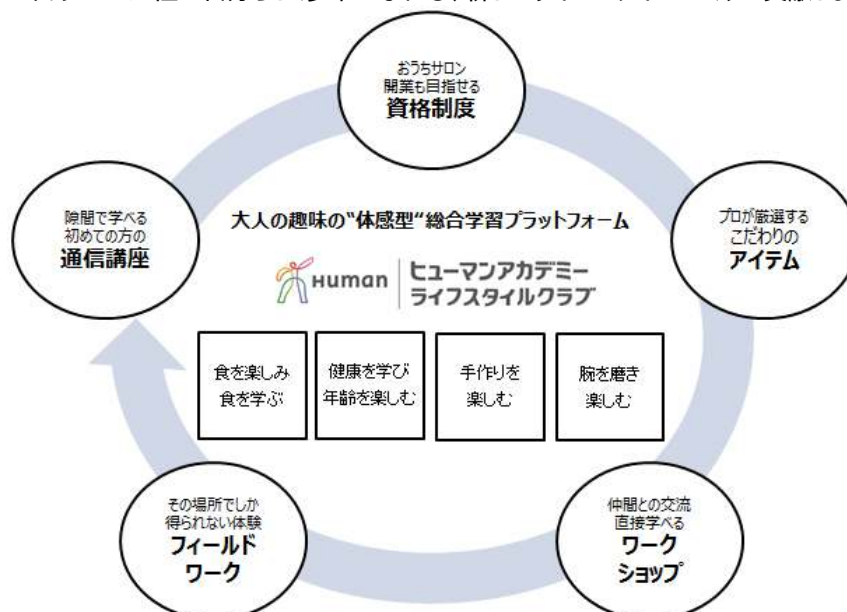 おうちサロン
開業も目指せる
資格制度
隙間で学べる
初めての方の
通信講座
大人の趣味の“体感型“総合学習プラットフォーム
プロが厳選する
こだわりの
アイテム
Human
ヒューマンアカデミー
ライフスタイルクラブ
食を楽しみ
食を学ぶ
健康を学び
年齢を楽しむ
手作りを
楽しむ
腕を磨き
楽しむ
その場所でしか
得られない体験
フィールド
ワーク
仲間との交流
直接学べる
ワーク
ショップ